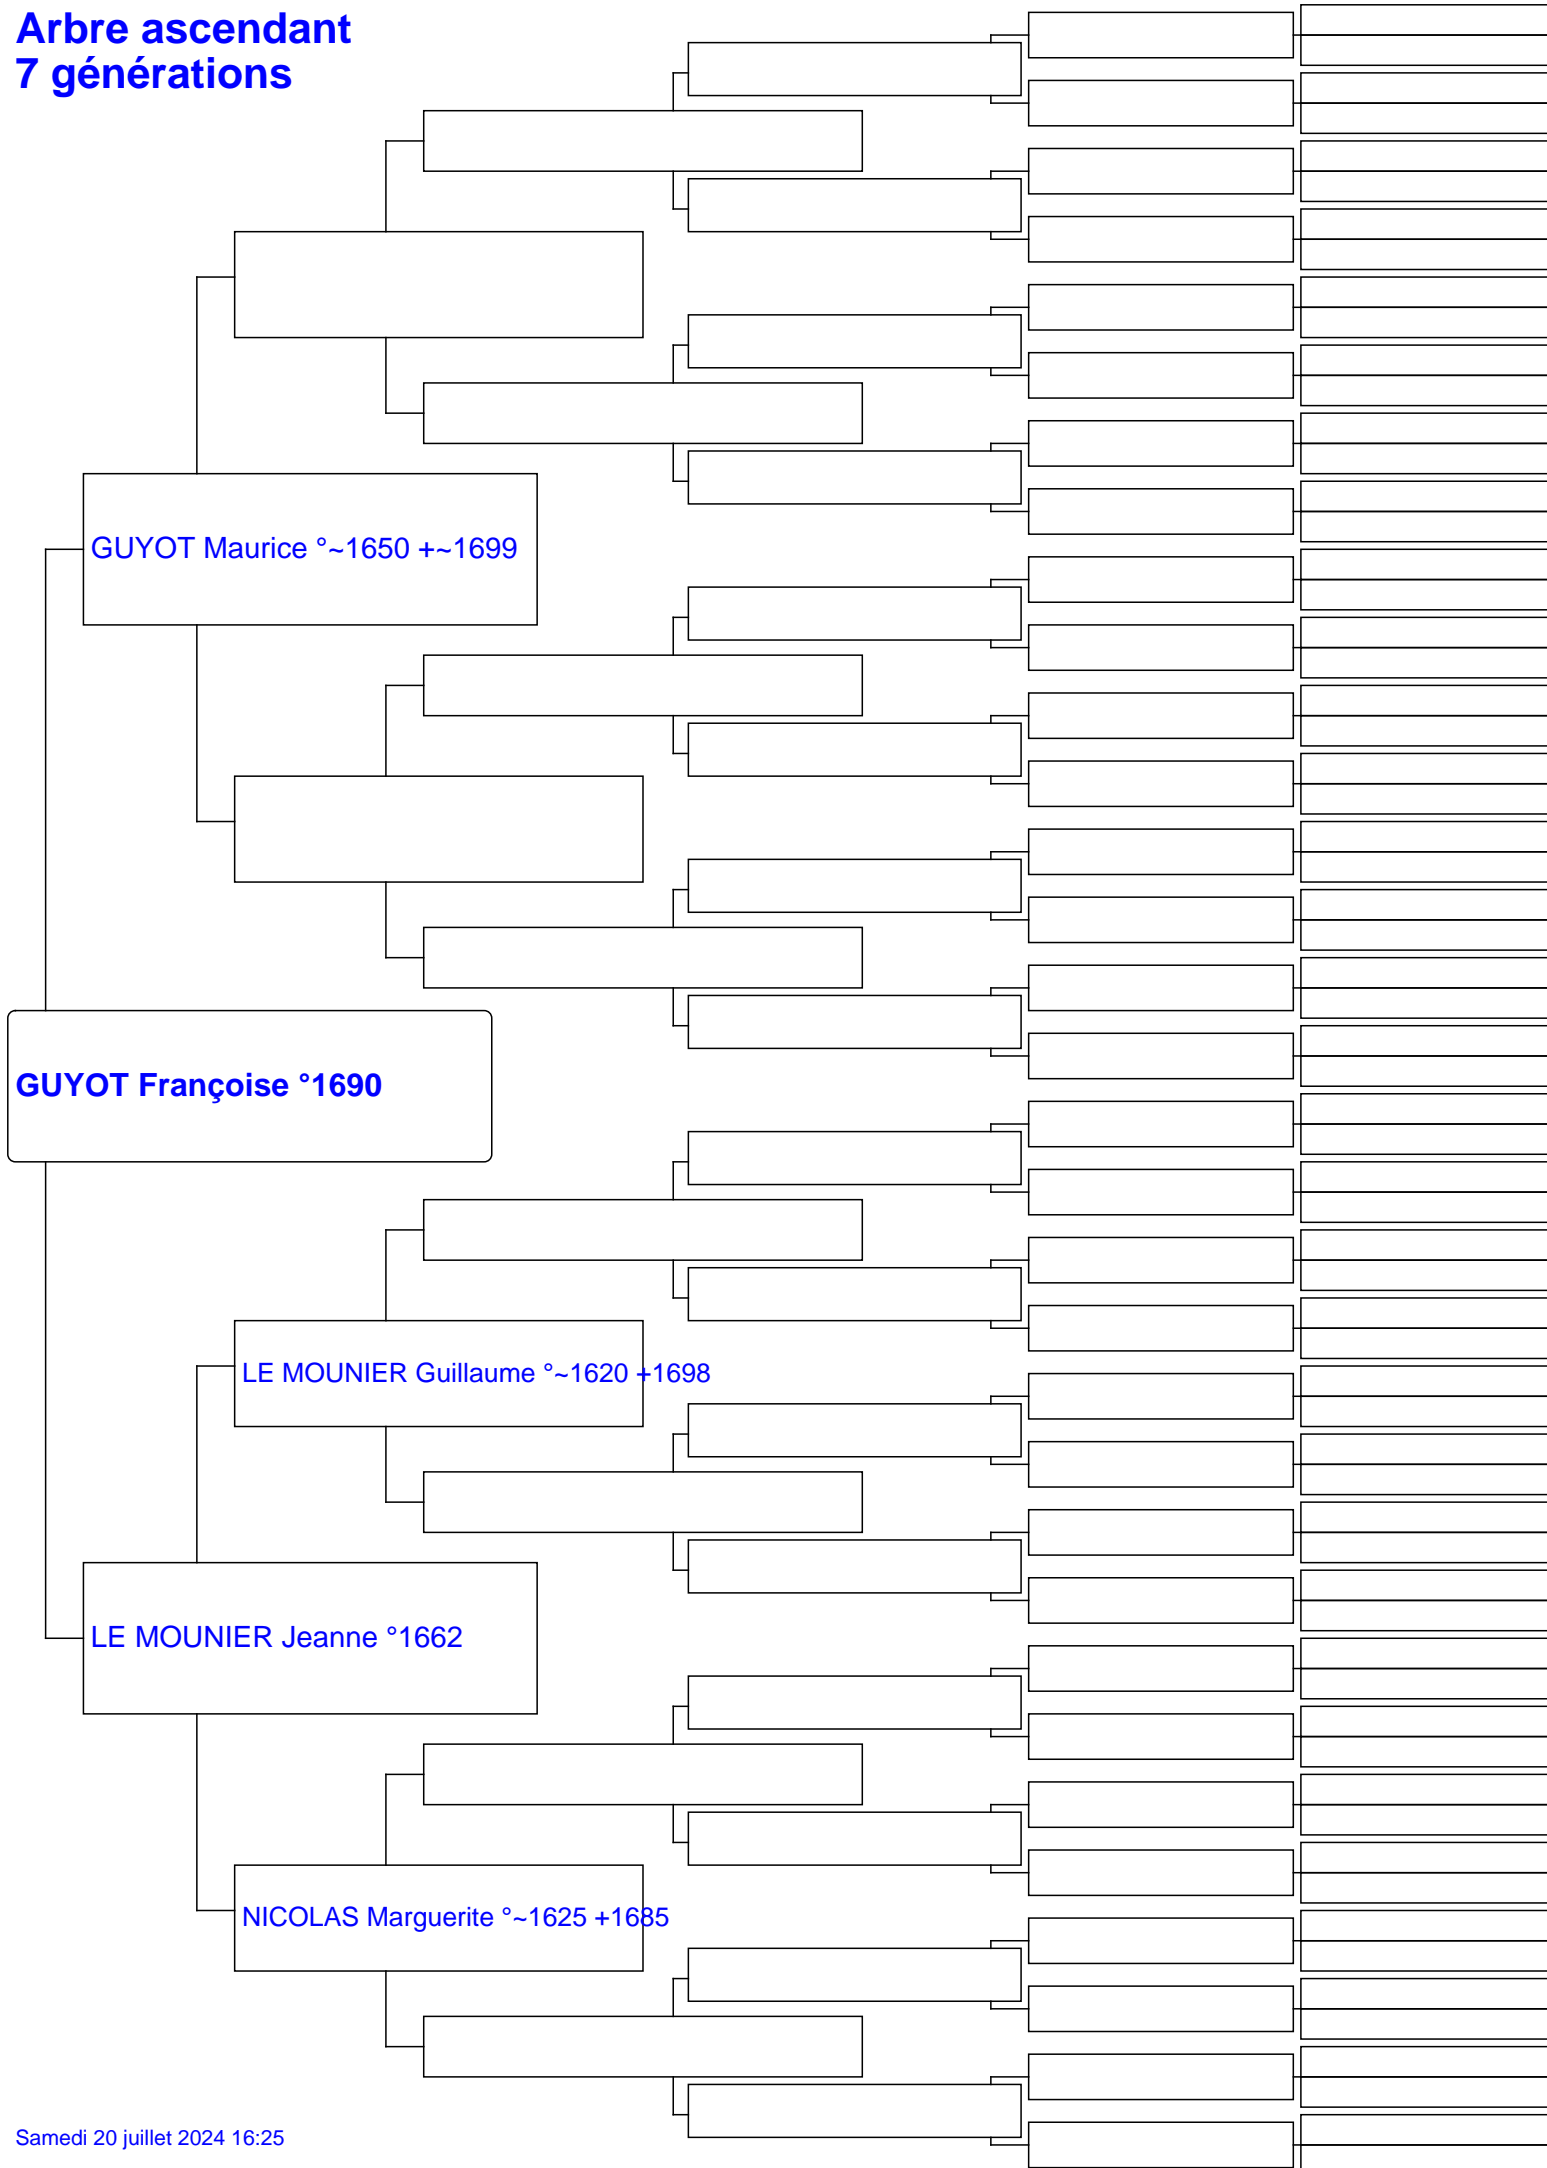 Arbre ascendant
7 générations
GUYOT Maurice °~1650 +~1699
GUYOT Françoise °1690
LE MOUNIER Guillaume °~1620 +1698
LE MOUNIER Jeanne °1662
NICOLAS Marguerite °~1625 +1685
Samedi 20 juillet 2024 16:25